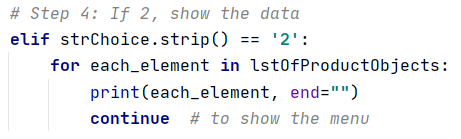 # Step 4: If 2, show the data
elif strChoice.strip() == '2':
    for each_element in lstOfProductObjects:
        print(each_element, end="")
        continue  # to show the menu